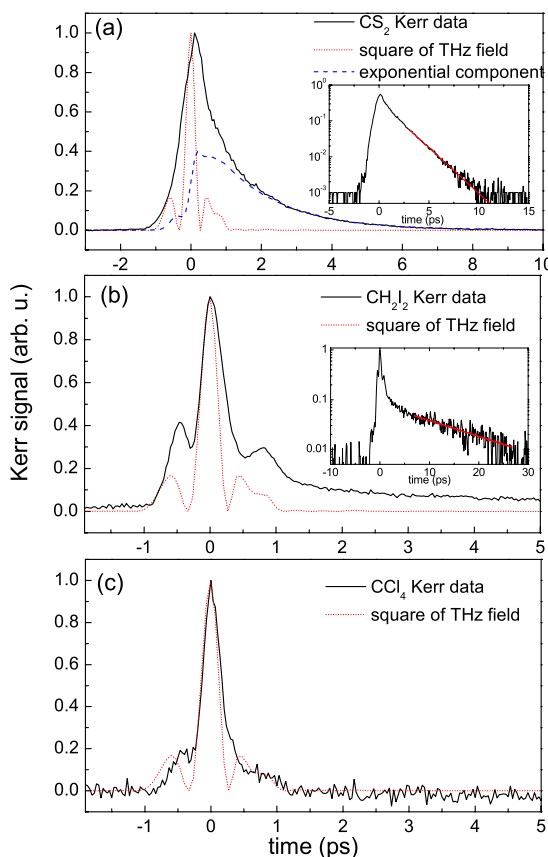 (a)
CS₂ Kerr data
square of THz field
exponential component
1.0
0.8
0.6
0.4
0.2
0.0
-2 0 2 4 6 8 10
10⁰
10⁻¹
10⁻²
10⁻³
-5 0 5 10 15
time (ps)
Kerr signal (arb. u.)
(b)
CH₂I₂ Kerr data
square of THz field
1.0
0.8
0.6
0.4
0.2
0.0
-1 0 1 2 3 4 5
1
0.1
0.01
-10 0 10 20 30
time (ps)
(c)
CCl₄ Kerr data
square of THz field
1.0
0.8
0.6
0.4
0.2
0.0
-1 0 1 2 3 4 5
time (ps)